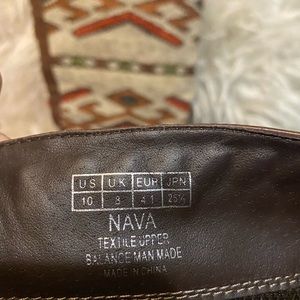 US UK EUR JPN
10 8 41 25½
NAVA
TEXTILE UPPER
BALANCE MAN MADE
MADE IN CHINA